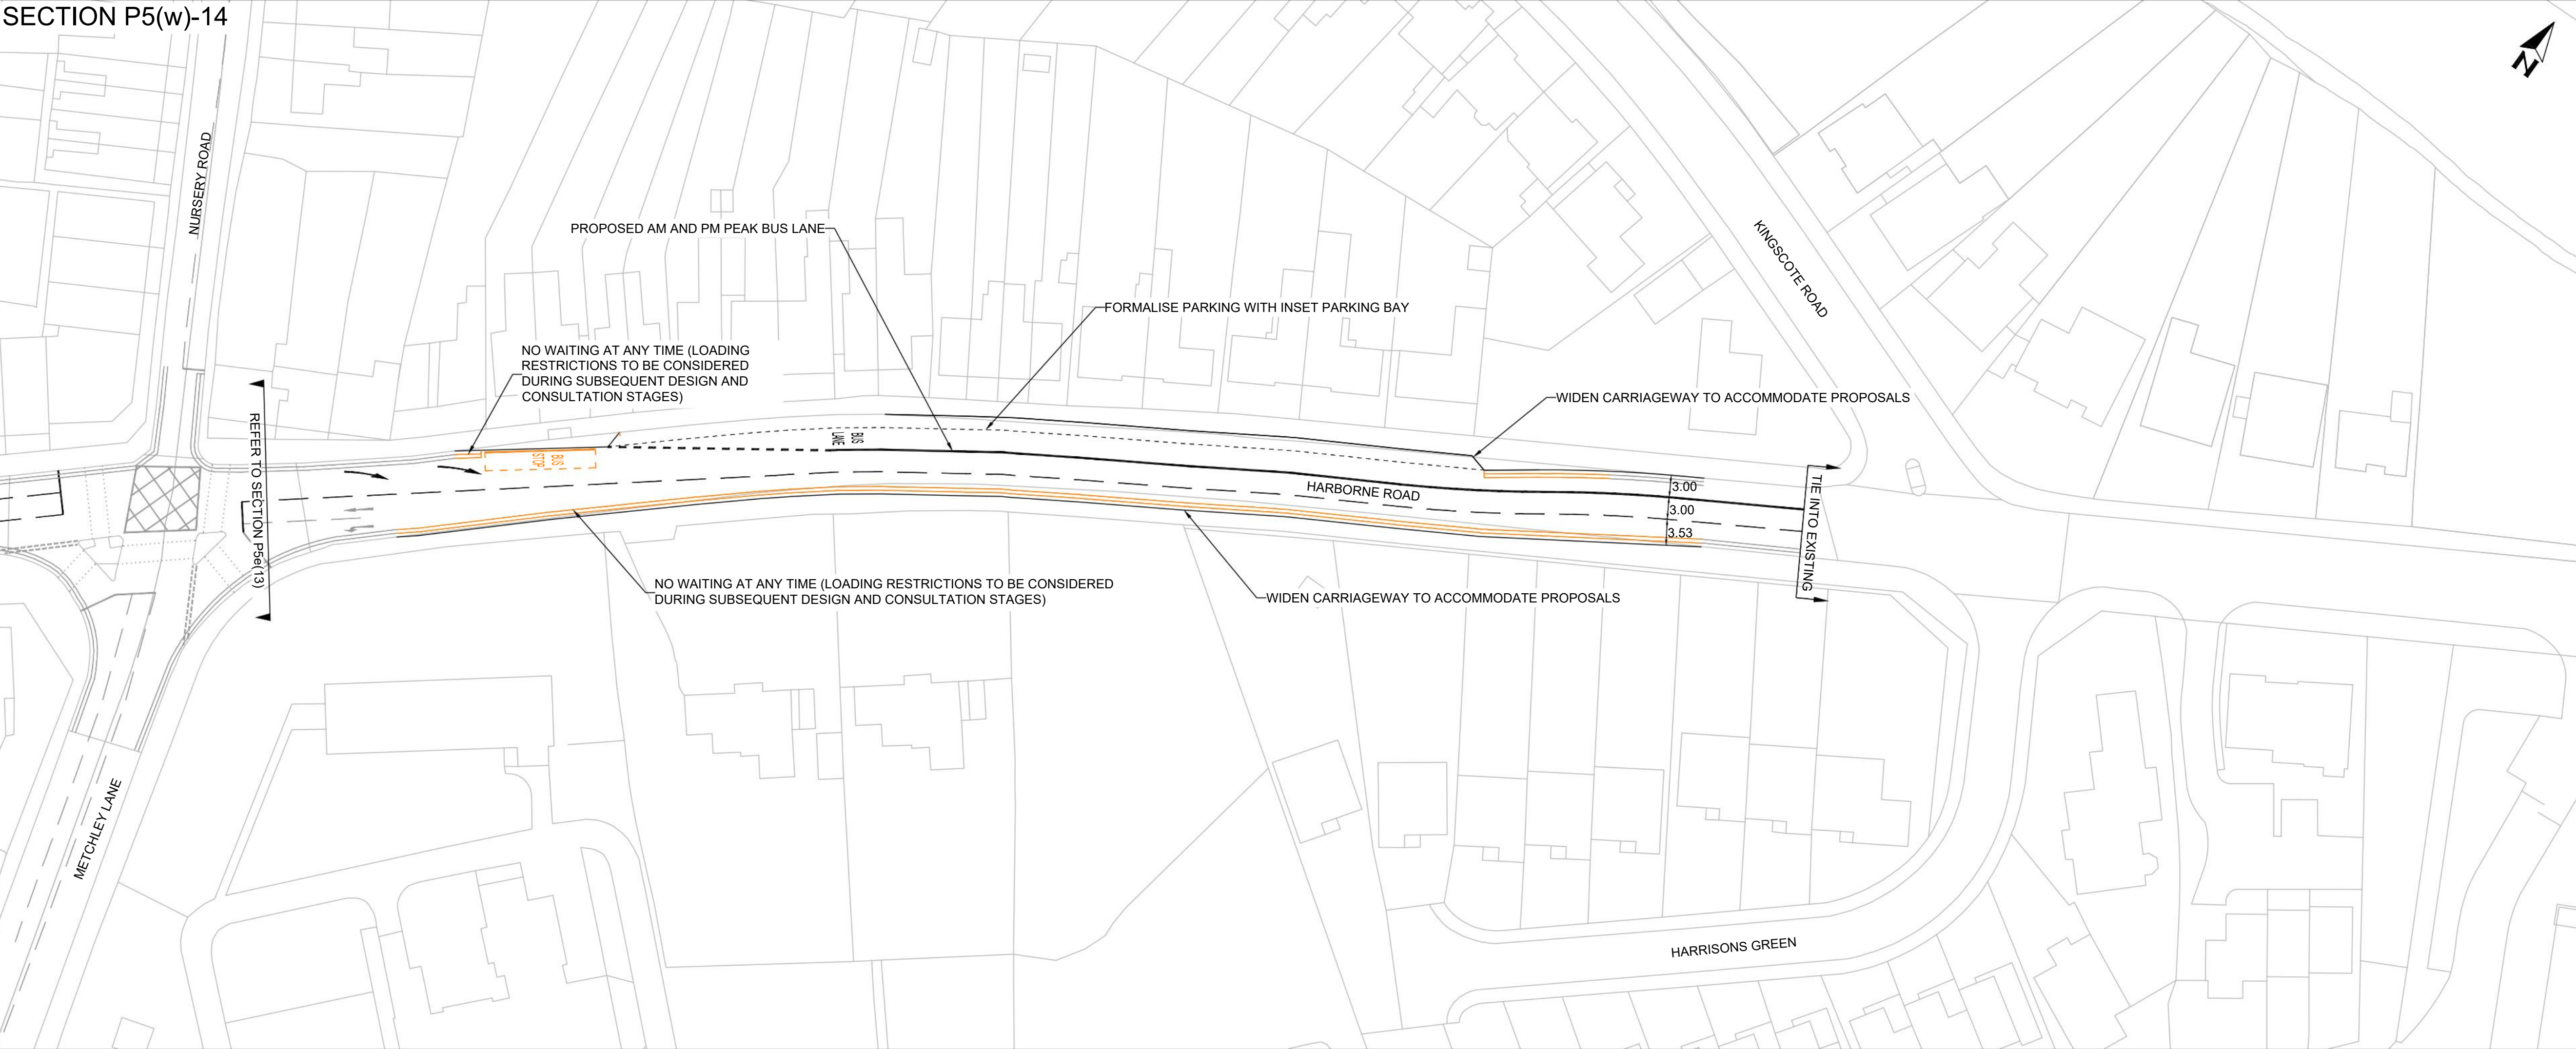 SECTION P5(w)-14
N
NURSERY ROAD
PROPOSED AM AND PM PEAK BUS LANE
KINGSCOTE ROAD
FORMALISE PARKING WITH INSET PARKING BAY
NO WAITING AT ANY TIME (LOADING
RESTRICTIONS TO BE CONSIDERED
DURING SUBSEQUENT DESIGN AND
CONSULTATION STAGES)
WIDEN CARRIAGEWAY TO ACCOMMODATE PROPOSALS
REFER TO SECTION P5e(13)
BUS
STOP
BUS
LANE
HARBORNE ROAD
3.00
3.00
3.53
TIE INTO EXISTING
NO WAITING AT ANY TIME (LOADING RESTRICTIONS TO BE CONSIDERED
DURING SUBSEQUENT DESIGN AND CONSULTATION STAGES)
WIDEN CARRIAGEWAY TO ACCOMMODATE PROPOSALS
METCHLEY LANE
HARRISONS GREEN